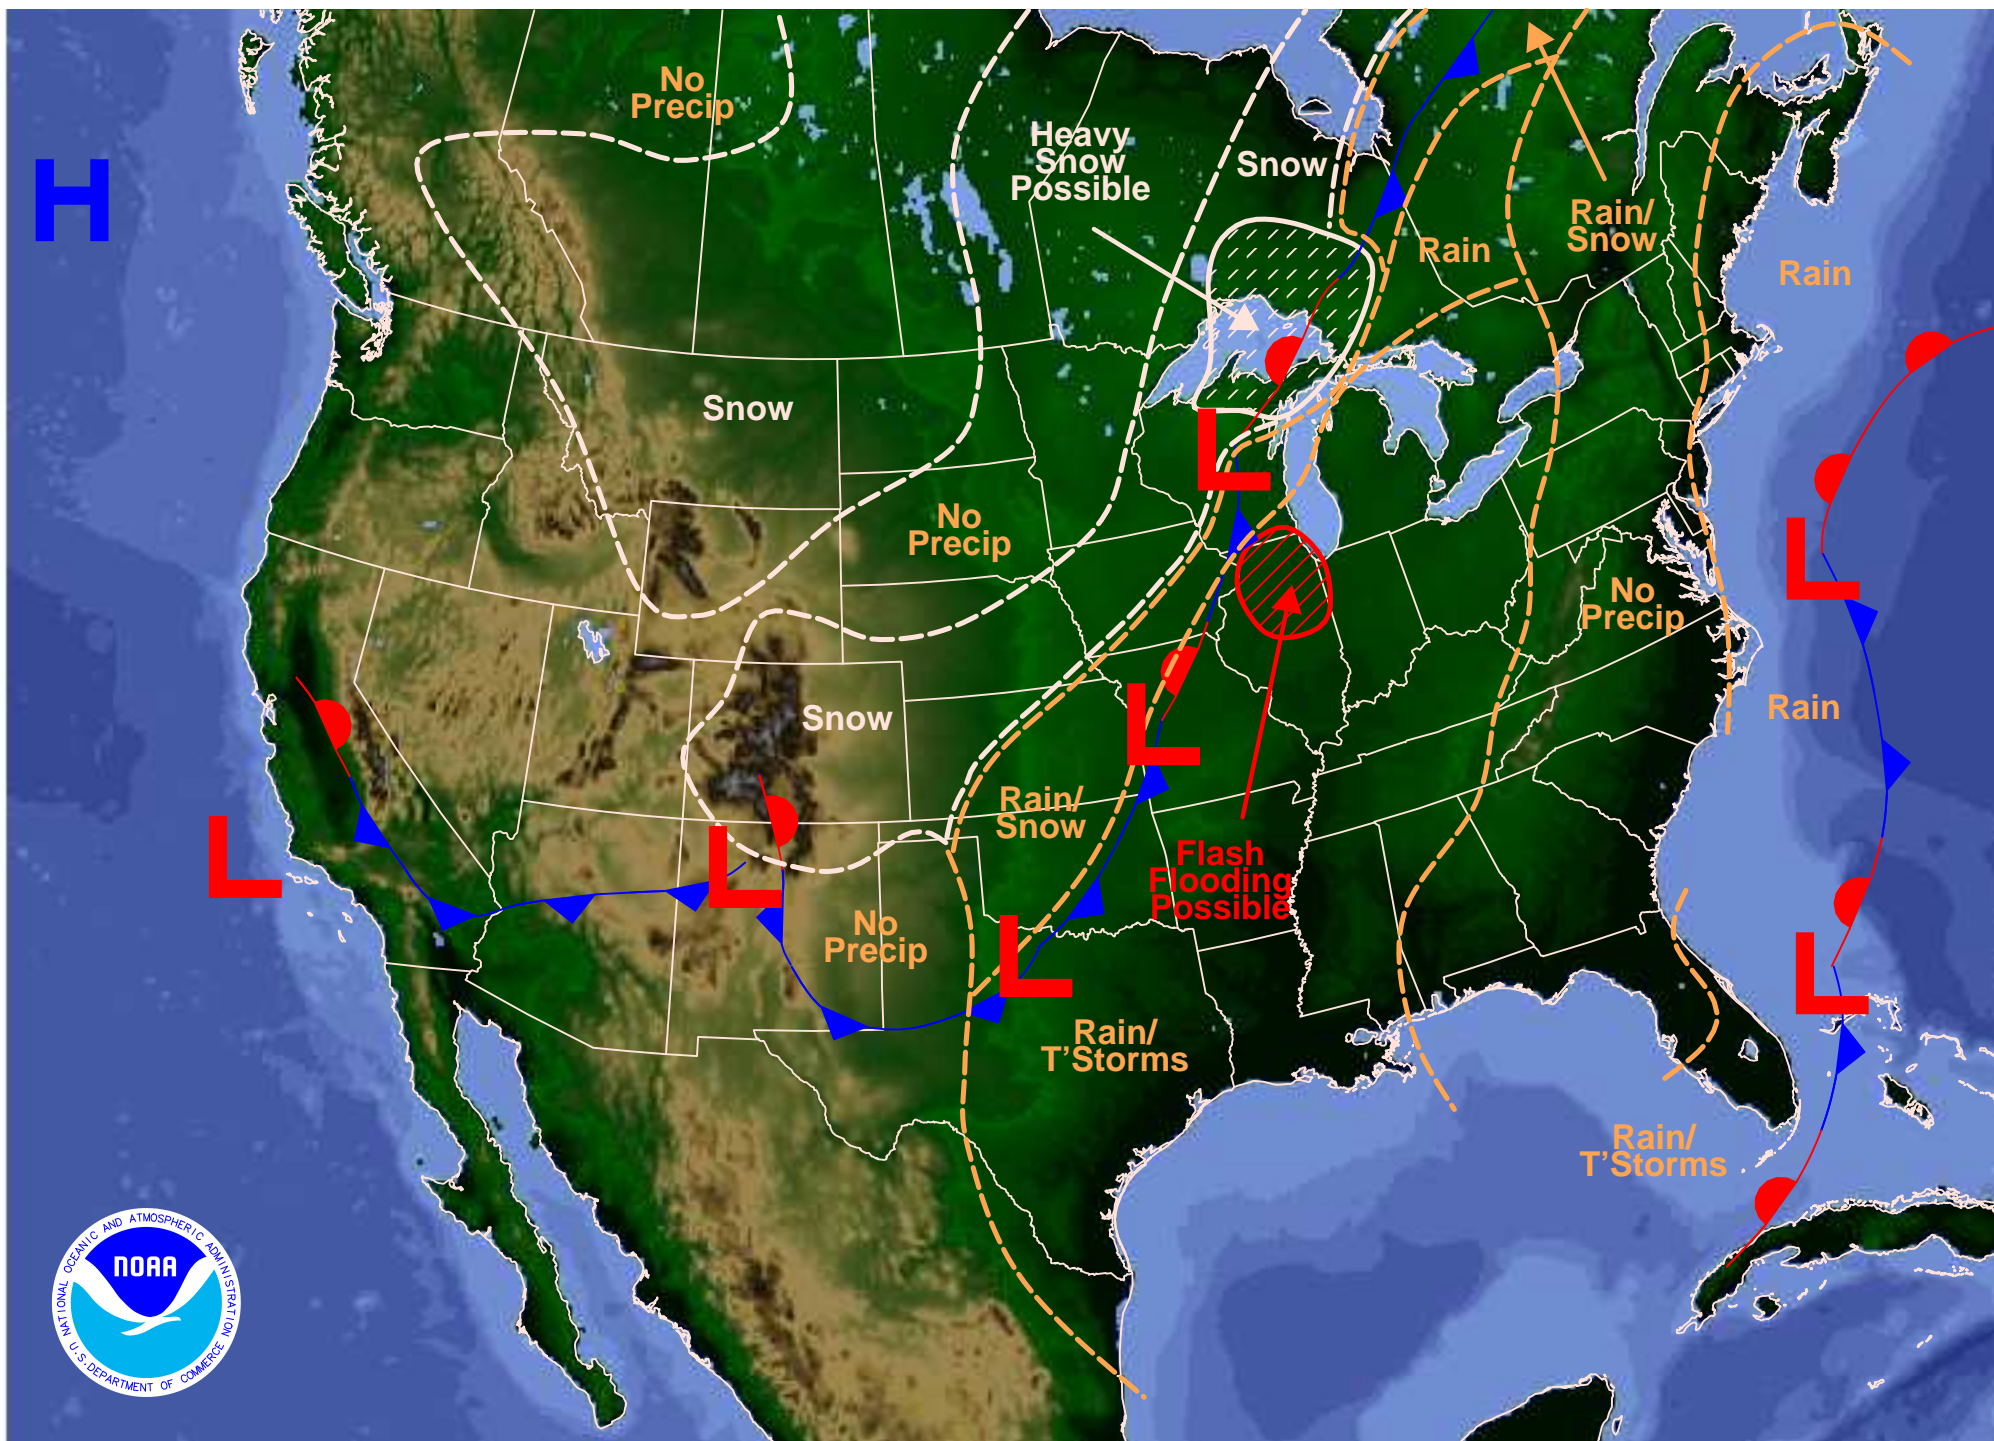 No
Precip
Heavy
Snow
Possible
Snow
H
Rain/
Snow
Rain
Rain
Snow
No
Precip
L
L
No
Precip
Rain
Snow
L
Rain/
Snow
L
L
Flash
Flooding
Possible
No
Precip
L
L
Rain/
T'Storms
Rain/
T'Storms
NATIONAL OCEANIC AND ATMOSPHERIC ADMINISTRATION
NOAA
U.S. DEPARTMENT OF COMMERCE